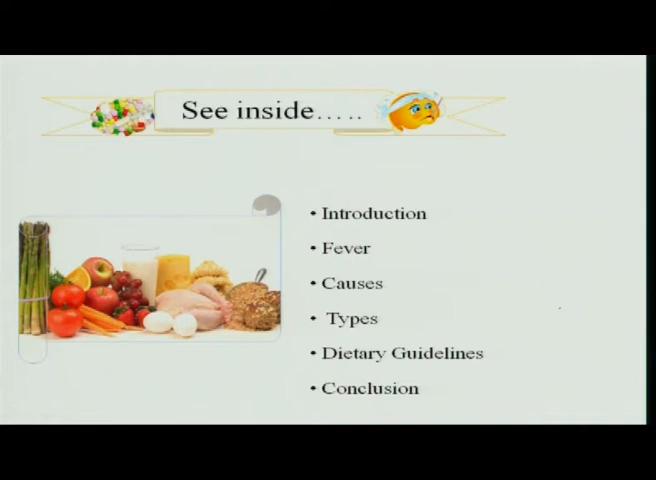 See inside.....
• Introduction
• Fever
• Causes
• Types
• Dietary Guidelines
• Conclusion